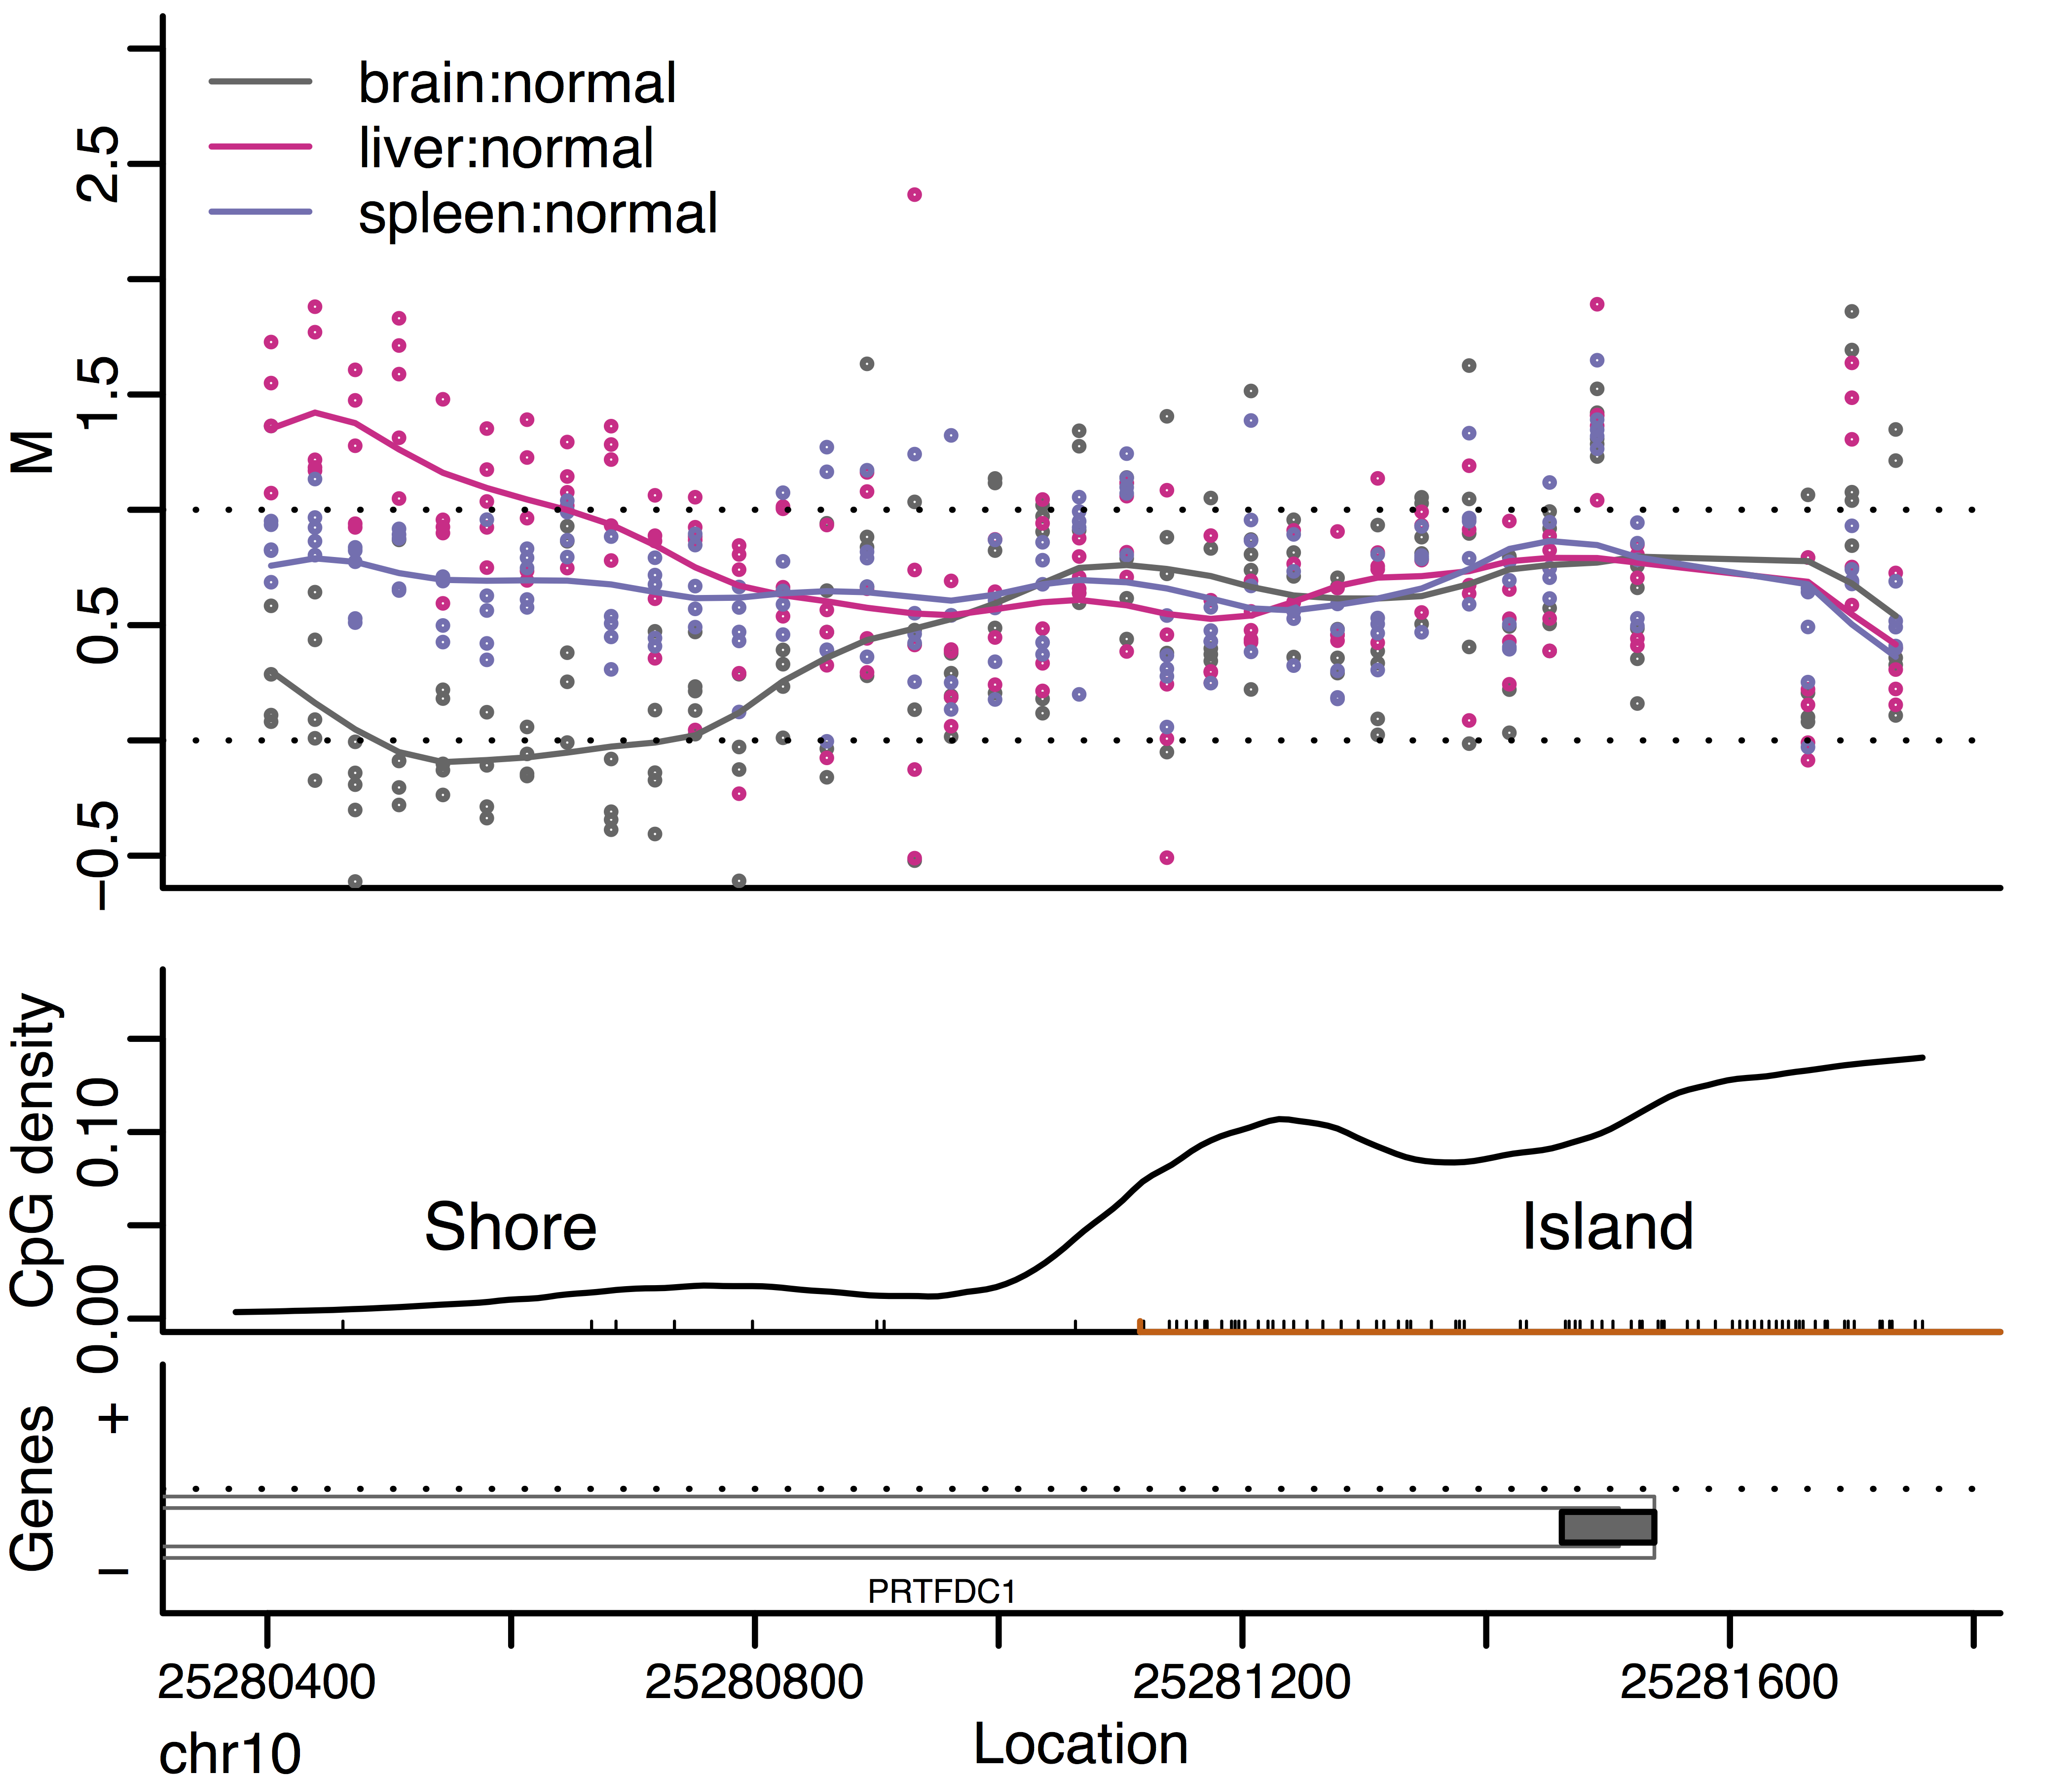 brain:normal
liver:normal
spleen:normal
M
2.5
1.5
0.5
−0.5
CpG density
0.10
0.00
Shore
Island
Genes
+
−
PRTFDC1
25280400
25280800
25281200
25281600
chr10
Location